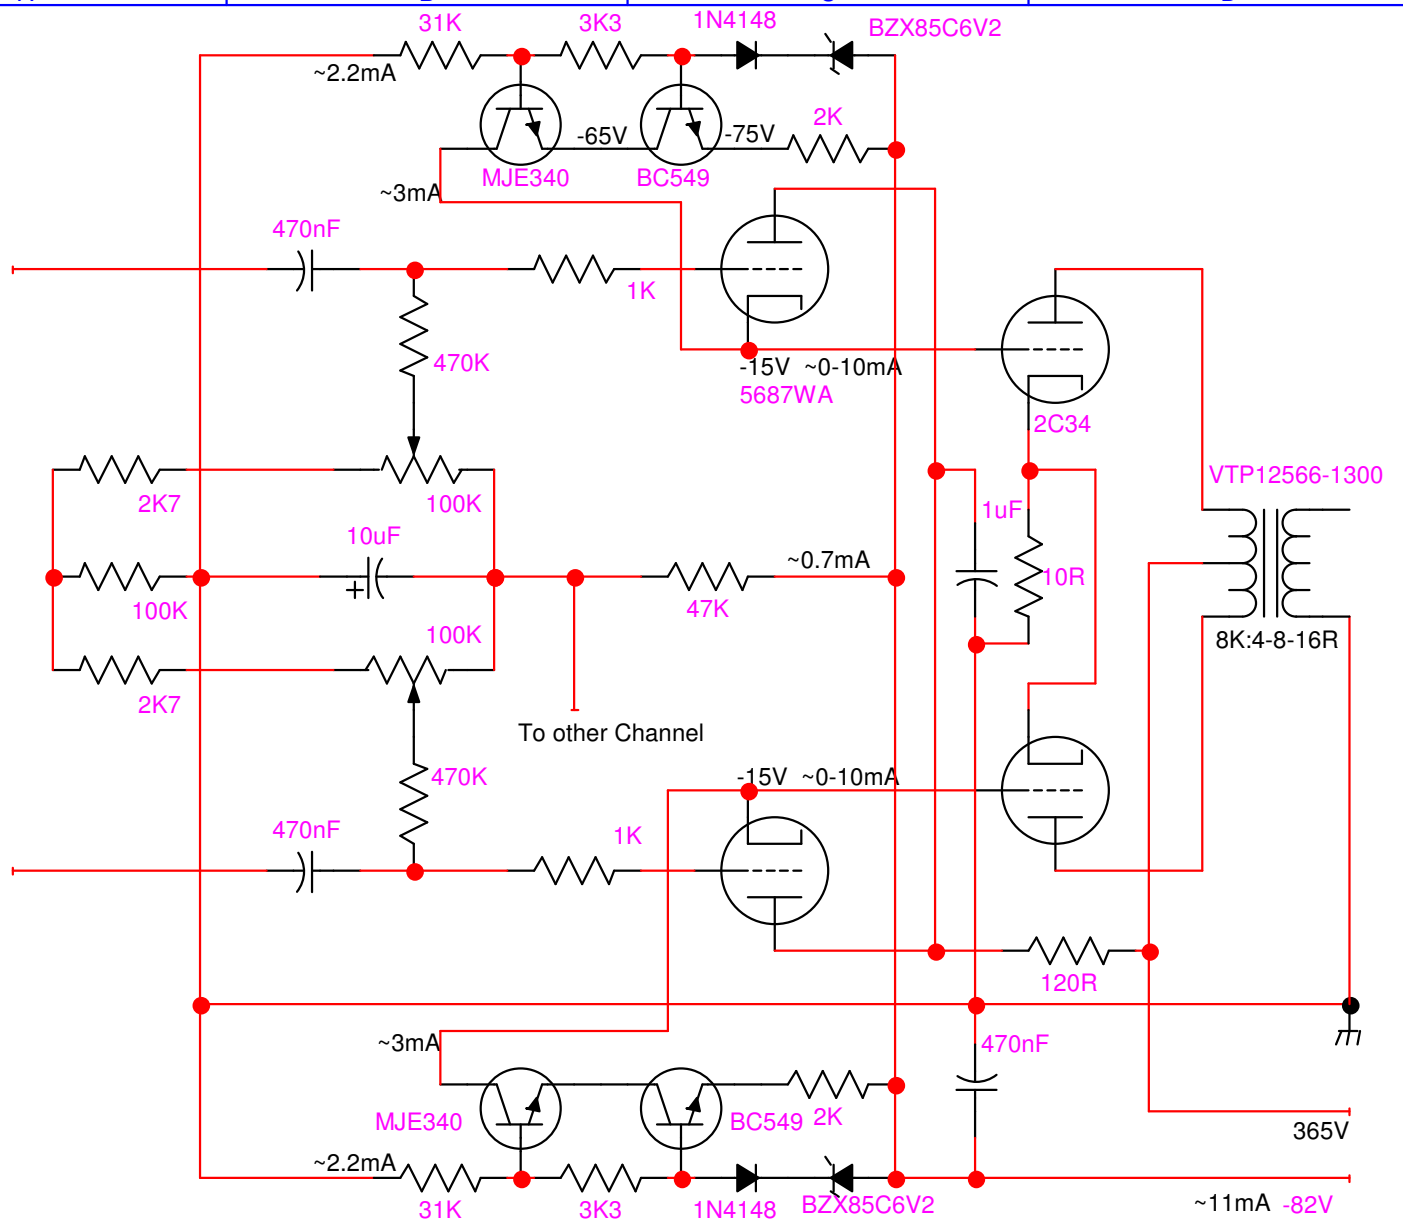 31K
3K3
1N4148
BZX85C6V2
~2.2mA
2K
-65V
-75V
MJE340
BC549
~3mA
470nF
1K
470K
-15V ~0-10mA
5687WA
2C34
VTP12566-1300
2K7
100K
1uF
10uF
~0.7mA
10R
100K
47K
100K
8K:4-8-16R
2K7
To other Channel
470K
-15V ~0-10mA
470nF
1K
120R
~3mA
470nF
MJE340
BC549
2K
365V
~2.2mA
31K
3K3
1N4148
BZX85C6V2
~11mA -82V